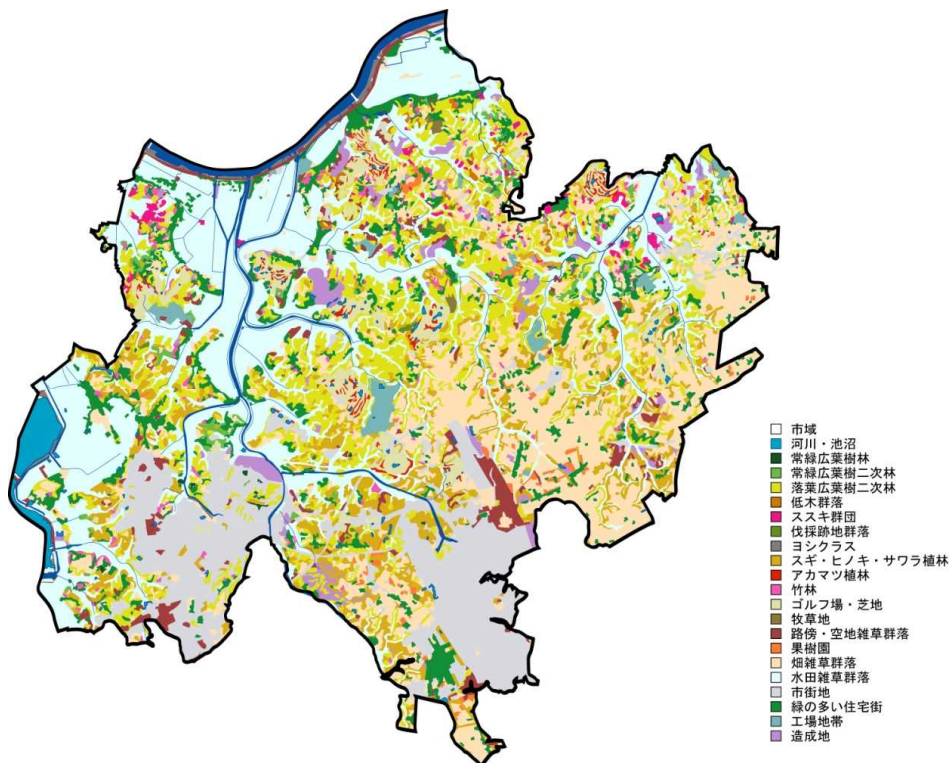 市域
河川・池沼
常緑広葉樹林
常緑広葉樹二次林
落葉広葉樹二次林
低木群落
ススキ群団
伐採跡地群落
ヨシクラス
スギ・ヒノキ・サワラ植林
アカマツ植林
竹林
ゴルフ場・芝地
牧草地
路傍・空地雑草群落
果樹園
畑雑草群落
水田雑草群落
市街地
緑の多い住宅街
工場地帯
造成地